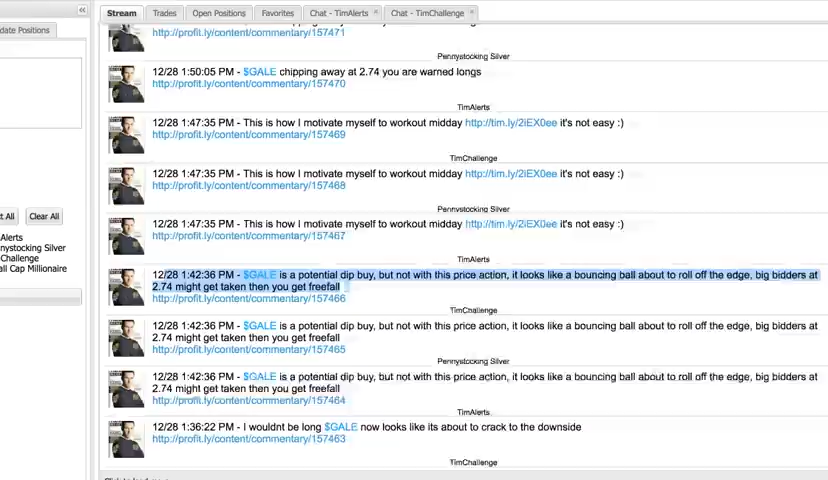 Stream
Trades
Open Positions
Favorites
Chat - TimAlerts
Chat - TimChallenge
date Positions
http://profit.ly/content/commentary/157471
Pennystocking Silver
12/28 1:50:05 PM - $GALE chipping away at 2.74 you are warned longs
http://profit.ly/content/commentary/157470
TimAlerts
12/28 1:47:35 PM - This is how I motivate myself to workout midday http://tim.ly/2iEX0ee it's not easy :)
http://profit.ly/content/commentary/157469
TimChallenge
12/28 1:47:35 PM - This is how I motivate myself to workout midday http://tim.ly/2iEX0ee it's not easy :)
http://profit.ly/content/commentary/157468
Pennystocking Silver
12/28 1:47:35 PM - This is how I motivate myself to workout midday http://tim.ly/2iEX0ee it's not easy :)
http://profit.ly/content/commentary/157467
TimAlerts
12/28 1:42:36 PM - $GALE is a potential dip buy, but not with this price action, it looks like a bouncing ball about to roll off the edge, big bidders at
2.74 might get taken then you get freefall
http://profit.ly/content/commentary/157466
TimChallenge
12/28 1:42:36 PM - $GALE is a potential dip buy, but not with this price action, it looks like a bouncing ball about to roll off the edge, big bidders at
2.74 might get taken then you get freefall
http://profit.ly/content/commentary/157465
Pennystocking Silver
12/28 1:42:36 PM - $GALE is a potential dip buy, but not with this price action, it looks like a bouncing ball about to roll off the edge, big bidders at
2.74 might get taken then you get freefall
http://profit.ly/content/commentary/157464
TimAlerts
12/28 1:36:22 PM - I wouldnt be long $GALE now looks like its about to crack to the downside
http://profit.ly/content/commentary/157463
TimChallenge
ct All
Clear All
Alerts
nnystocking Silver
Challenge
all Cap Millionaire